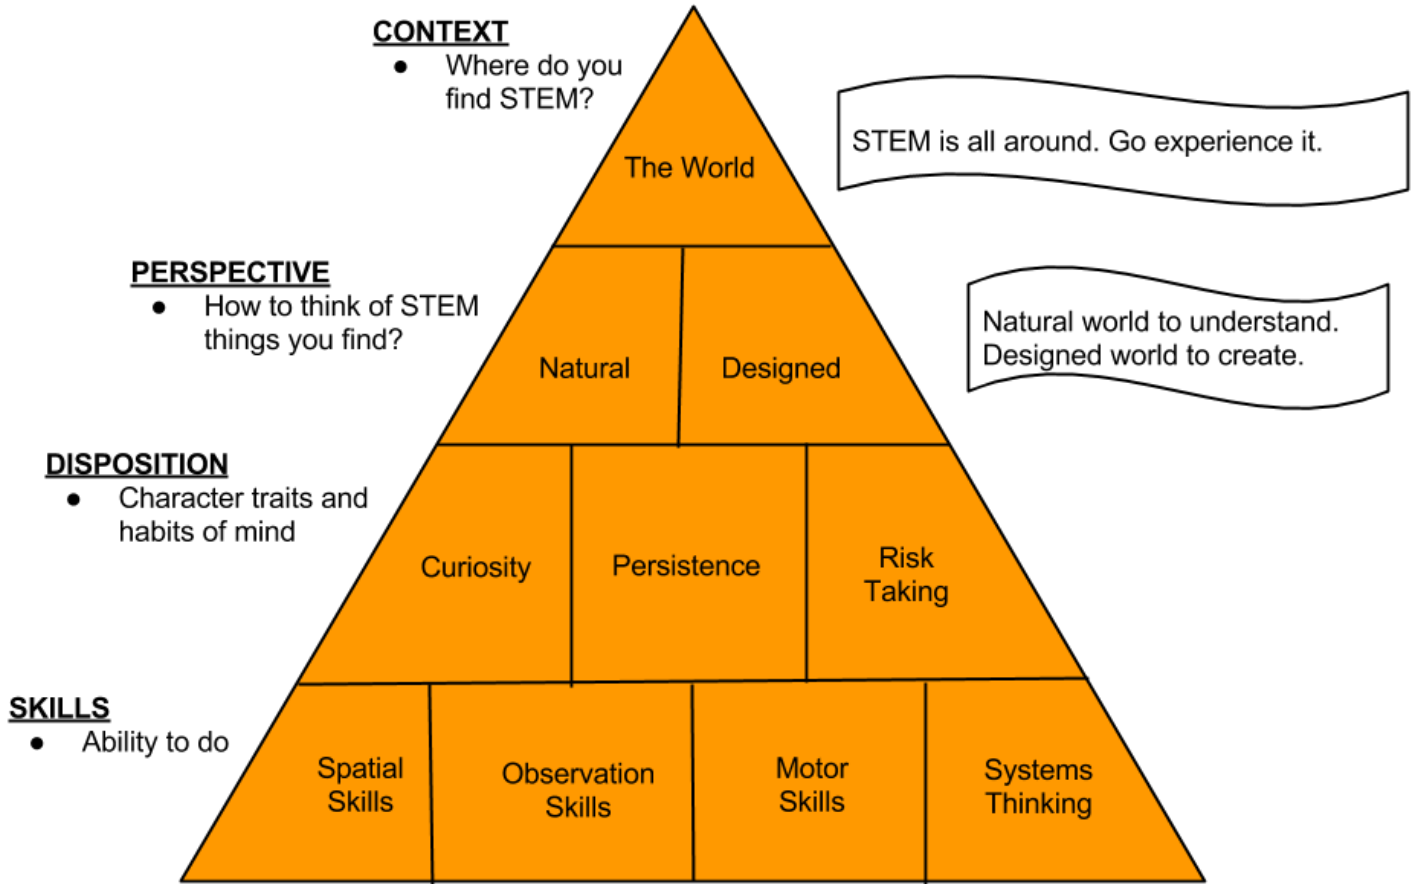 CONTEXT
● Where do you
find STEM?
The World
STEM is all around. Go experience it.
PERSPECTIVE
● How to think of STEM
things you find?
Natural
Designed
Natural world to understand.
Designed world to create.
DISPOSITION
● Character traits and
habits of mind
Curiosity
Persistence
Risk
Taking
SKILLS
● Ability to do
Spatial
Skills
Observation
Skills
Motor
Skills
Systems
Thinking